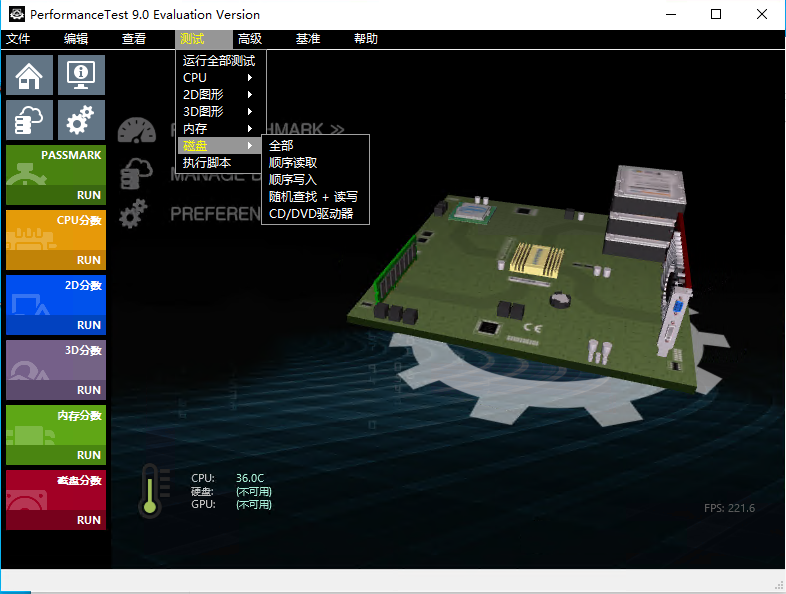 PerformanceTest 9.0 Evaluation Version
文件 编辑 查看 测试 高级 基准 帮助
运行全部测试
CPU
2D图形
3D图形
内存
磁盘
执行脚本
全部
顺序读取
顺序写入
随机查找 + 读写
CD/DVD驱动器
PASSMARK
RUN
CPU分数
RUN
2D分数
RUN
3D分数
RUN
内存分数
RUN
磁盘分数
RUN
MANAGE
PREFEREN
CPU: 36.0C
硬盘: (不可用)
GPU: (不可用)
FPS: 221.6
CE